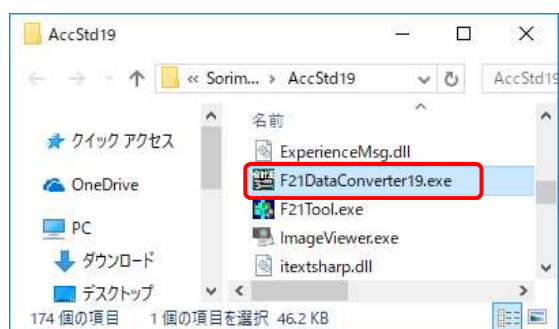 AccStd19
« Sorim... > AccStd19
AccStd19
クイック アクセス
OneDrive
PC
ダウンロード
デスクトップ
名前
ExperienceMsg.dll
F21DataConverter19.exe
F21Tool.exe
ImageViewer.exe
itextsharp.dll
174 個の項目
1 個の項目を選択 46.2 KB